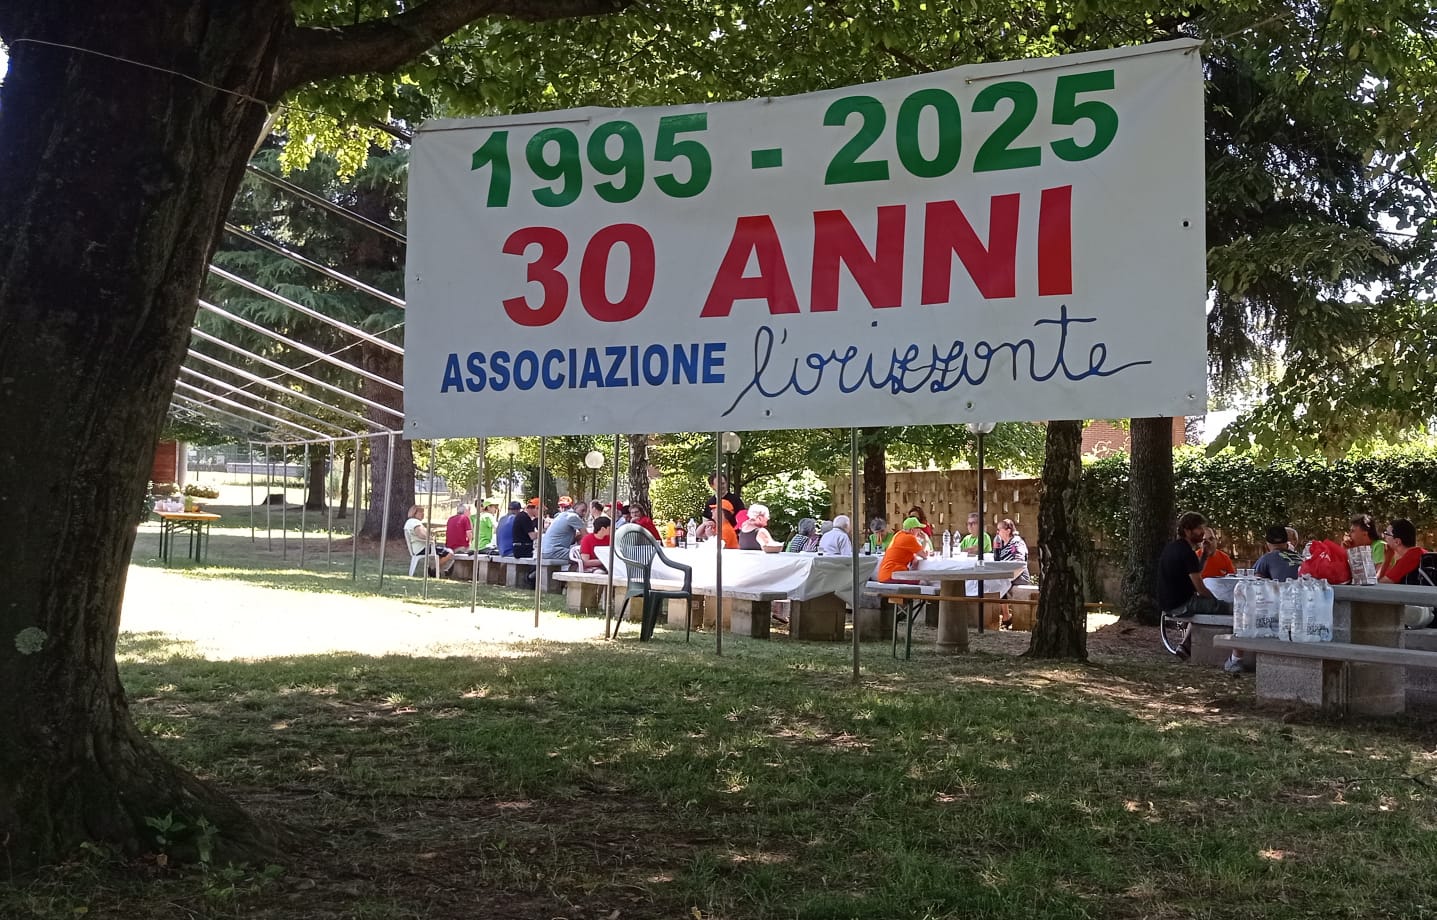 1995 - 2025
30 ANNI
ASSOCIAZIONE l'orizzonte